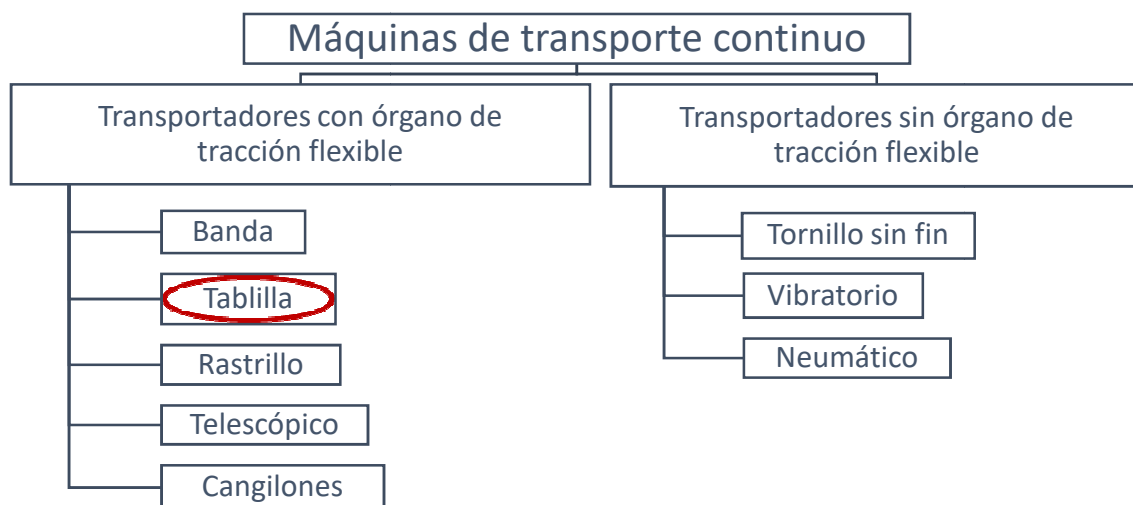 Máquinas de transporte continuo
Transportadores con órgano de
tracción flexible
Banda
Tablilla
Rastrillo
Telescópico
Cangilones
Transportadores sin órgano de
tracción flexible
Tornillo sin fin
Vibratorio
Neumático